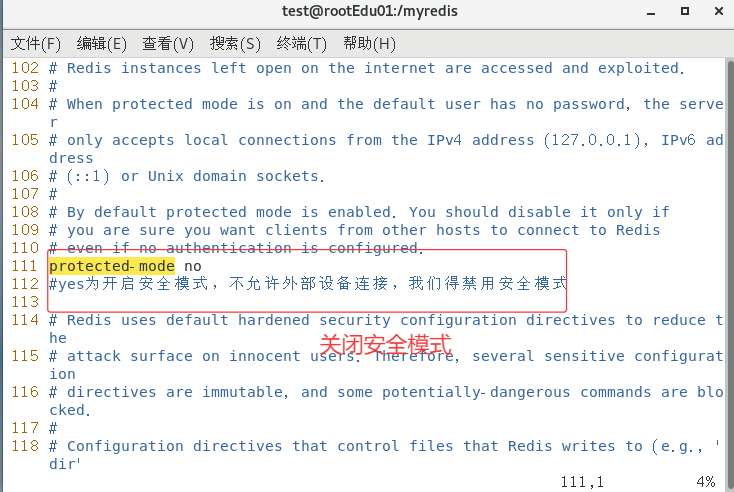 test@rootEdu01:/myredis
文件(F) 编辑(E) 查看(V) 搜索(S) 终端(T) 帮助(H)
102 # Redis instances left open on the internet are accessed and exploited.
103 #
104 # When protected mode is on and the default user has no password, the serve
r
105 # only accepts local connections from the IPv4 address (127.0.0.1), IPv6 ad
dress
106 # (::1) or Unix domain sockets.
107 #
108 # By default protected mode is enabled. You should disable it only if
109 # you are sure you want clients from other hosts to connect to Redis
110 # even if no authentication is configured.
111 protected-mode no
112 #yes为开启安全模式，不允许外部设备连接，我们得禁用安全模式
113
114 # Redis uses default hardened security configuration directives to reduce t
he
关闭安全模式
115 # attack surface on innocent users. Therefore, several sensitive configurat
ion
116 # directives are immutable, and some potentially-dangerous commands are blo
cked.
117 #
118 # Configuration directives that control files that Redis writes to (e.g., '
dir'
111,1 4%